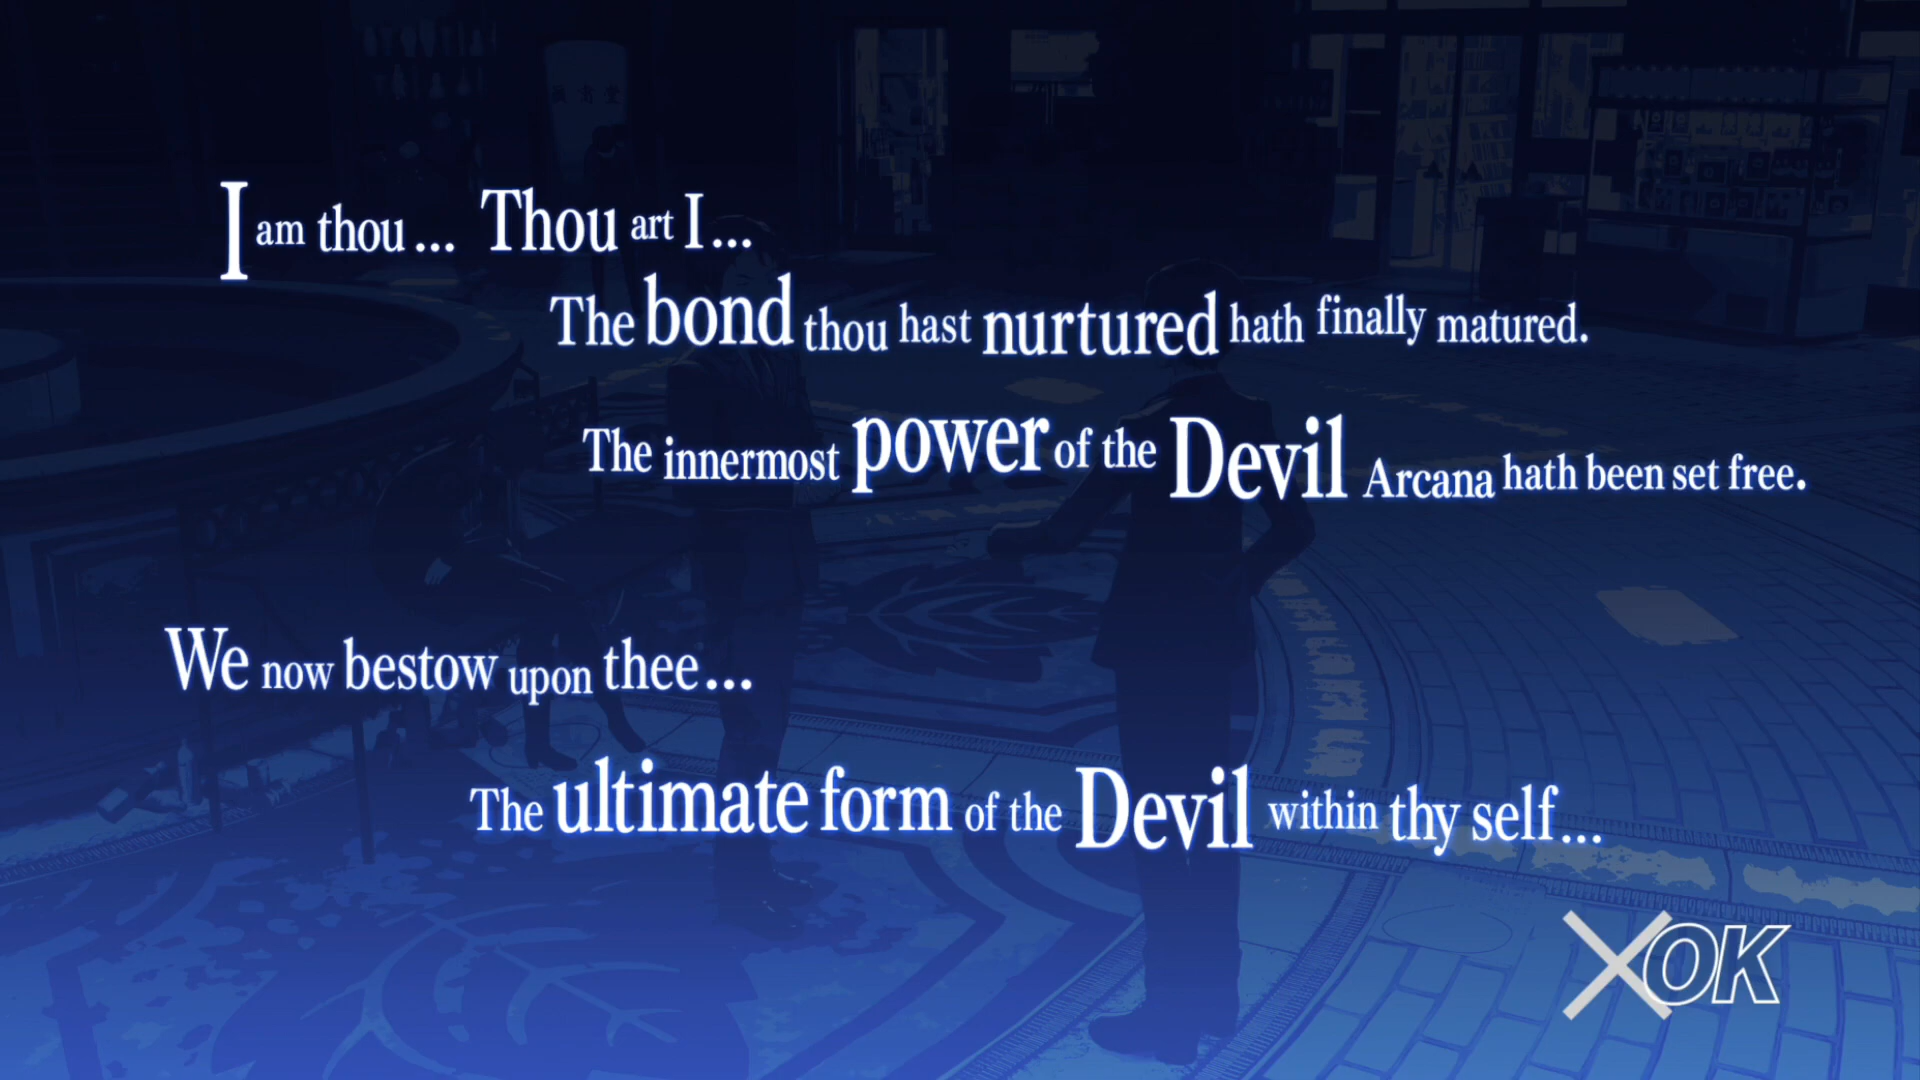 I am thou... Thou art I...
The bond thou hast nurtured hath finally matured.
The innermost power of the Devil Arcana hath been set free.
We now bestow upon thee...
The ultimate form of the Devil within thy self...
OK